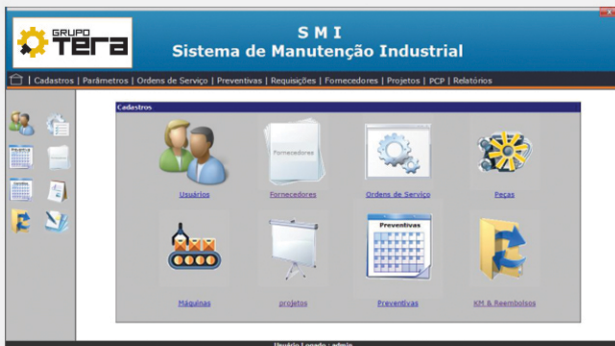 GRUPO
Tera
S M I
Sistema de Manutenção Industrial
| Cadastros | Parâmetros | Ordens de Serviço | Preventivas | Requisições | Fornecedores | Projetos | PCP | Relatórios
Cadastros
Fornecedores
Usuários
Fornecedores
Ordens de Serviço
Peças
Preventivas
Máquinas
projetos
Preventivas
KM & Reembolsos
Usuário Logado : admin